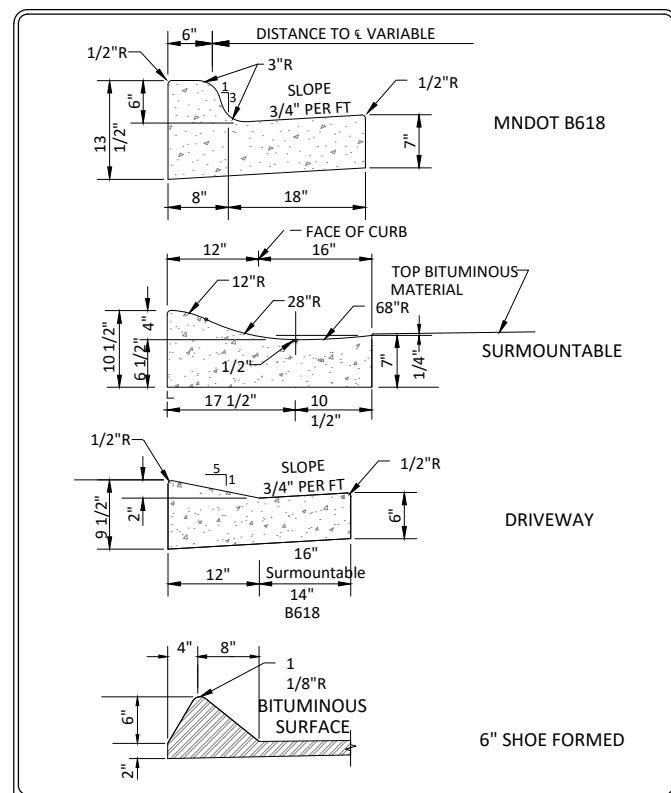 6"
DISTANCE TO ℄ VARIABLE
1/2"R
3"R
1
3
SLOPE
3/4" PER FT
1/2"R
6"
13
1/2"
7"
MNDOT B618
8"
18"
FACE OF CURB
12"
16"
12"R
28"R
68"R
TOP BITUMINOUS
MATERIAL
4"
10 1/2"
6 1/2"
1/2"
7"
1/4"
SURMOUNTABLE
17 1/2"
10
1/2"
1/2"R
5
1
SLOPE
3/4" PER FT
1/2"R
9 1/2"
2"
6"
DRIVEWAY
16"
12"
Surmountable
14"
B618
4"
8"
1
1/8"R
BITUMINOUS
SURFACE
6"
2"
6" SHOE FORMED